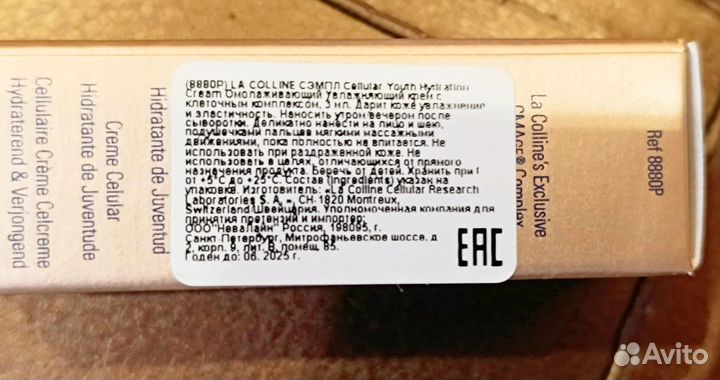 (8880P) LA COLLINE СЭМПЛ Cellular Youth Hydration
Cream Омолаживающий увлажняющий крем с
клеточным комплексом, 3 мл. Дарит коже увлажнение
и эластичность. Наносить утром вечером после
сыворотки. Деликатно нанести на лицо и шею,
подушечками пальцев мягкими массажными
движениями, пока полностью не впитается. Не
использовать при раздраженной коже. Не
использовать в целях, отличающихся от прямого
назначения продукта. Беречь от детей. Хранить при t
от +5°C до +25°C. Состав (ingredients) указан на
упаковке. Изготовитель: «La Colline Cellular Research
Laboratories S. A. », CH-1820 Montreux,
Switzerland Швейцария. Уполномоченная компания для
принятия претензий и импортер:
ООО"НеваЛайн" Россия, 198095, г.
Санкт-Петербург, Митрофаньевское шоссе, д
2, корп. 9, лит. В, помещ. 85.
Годен до: 06. 2025 г.
EAC
Cellulaire Crème Celcreme
Hydraterend & Verjongend
Creme Celular
Hidratante de Juventude
Hidratante de Juventud
La Colline's Exclusive
CMAGE® Complex
Ref 8880P
Avito